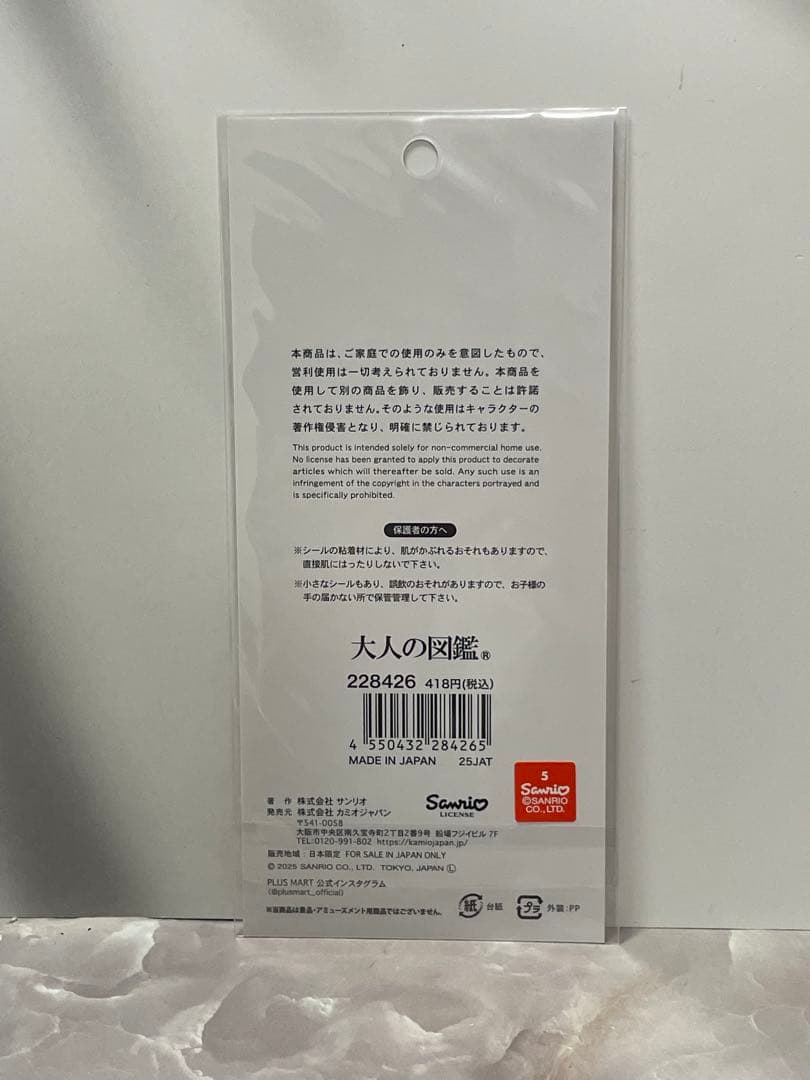 本商品は、ご家庭での使用のみを意図したもので、
営利使用は一切考えられておりません。本商品を
使用して別の商品を飾り、販売することは許諾
されておりません。そのような使用はキャラクターの
著作権侵害となり、明確に禁じられております。
This product is intended solely for non-commercial home use.
No license has been granted to apply this product to decorate
articles which will thereafter be sold. Any such use is an
infringement of the copyright in the characters portrayed and
is specifically prohibited.
保護者の方へ
※シールの粘着材により、肌がかぶれるおそれもありますので、
直接肌にはったりしないで下さい。
※小さなシールもあり、誤飲のおそれがありますので、お子様の
手の届かない所で保管管理して下さい。
大人の図鑑®
228426 418円(税込)
4 550432 284265
MADE IN JAPAN 25JAT
5
Sanrio
©SANRIO
CO., LTD.
著 作 株式会社 サンリオ
発売元 株式会社 カミオジャパン
Sanrio
LICENSE
〒541-0058
大阪市中央区南久宝寺町2丁目2番9号 船場フジイビル 7F
TEL:0120-991-802 https://kamiojapan.jp/
販売地域:日本限定 FOR SALE IN JAPAN ONLY
© 2025 SANRIO CO., LTD. TOKYO, JAPAN Ⓛ
PLUS MART 公式インスタグラム
(@plusmart_official)
※当商品は景品・アミューズメント用商品ではございません。
紙 台紙
プラ 外装:PP